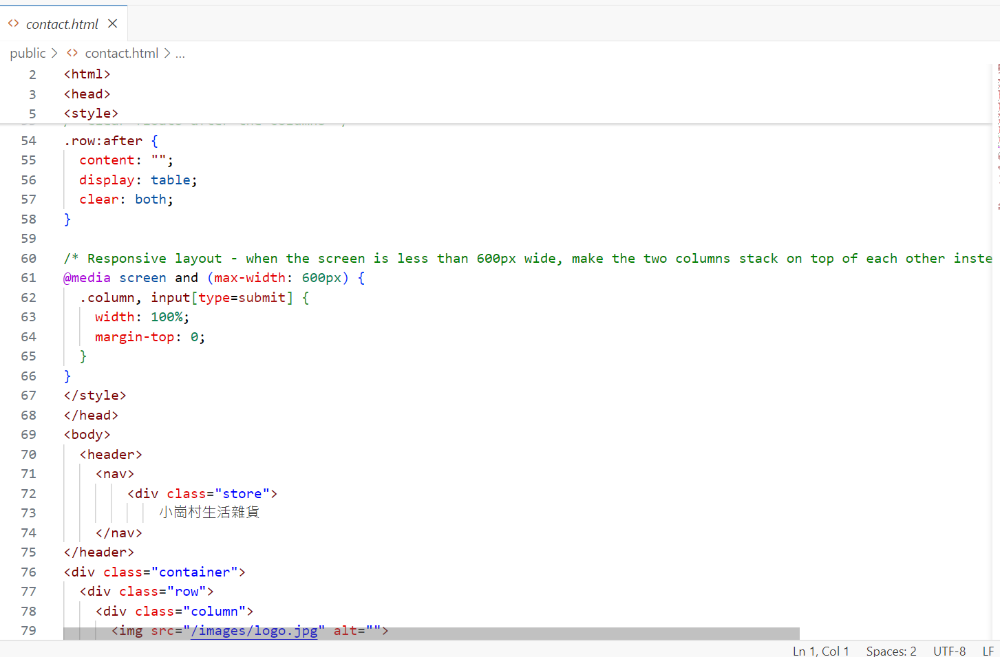 contact.html
public > contact.html > ...
2 <html>
3 <head>
5 <style>
54 .row:after {
55 content: "";
56 display: table;
57 clear: both;
58 }
59
60 /* Responsive layout - when the screen is less than 600px wide, make the two columns stack on top of each other inste
61 @media screen and (max-width: 600px) {
62 .column, input[type=submit] {
63 width: 100%;
64 margin-top: 0;
65 }
66 }
67 </style>
68 </head>
69 <body>
70 <header>
71 <nav>
72 <div class="store">
73 小崗村生活雜貨
74 </nav>
75 </header>
76 <div class="container">
77 <div class="row">
78 <div class="column">
79 <img src="/images/logo.jpg" alt="">
Ln 1, Col 1 Spaces: 2 UTF-8 LF